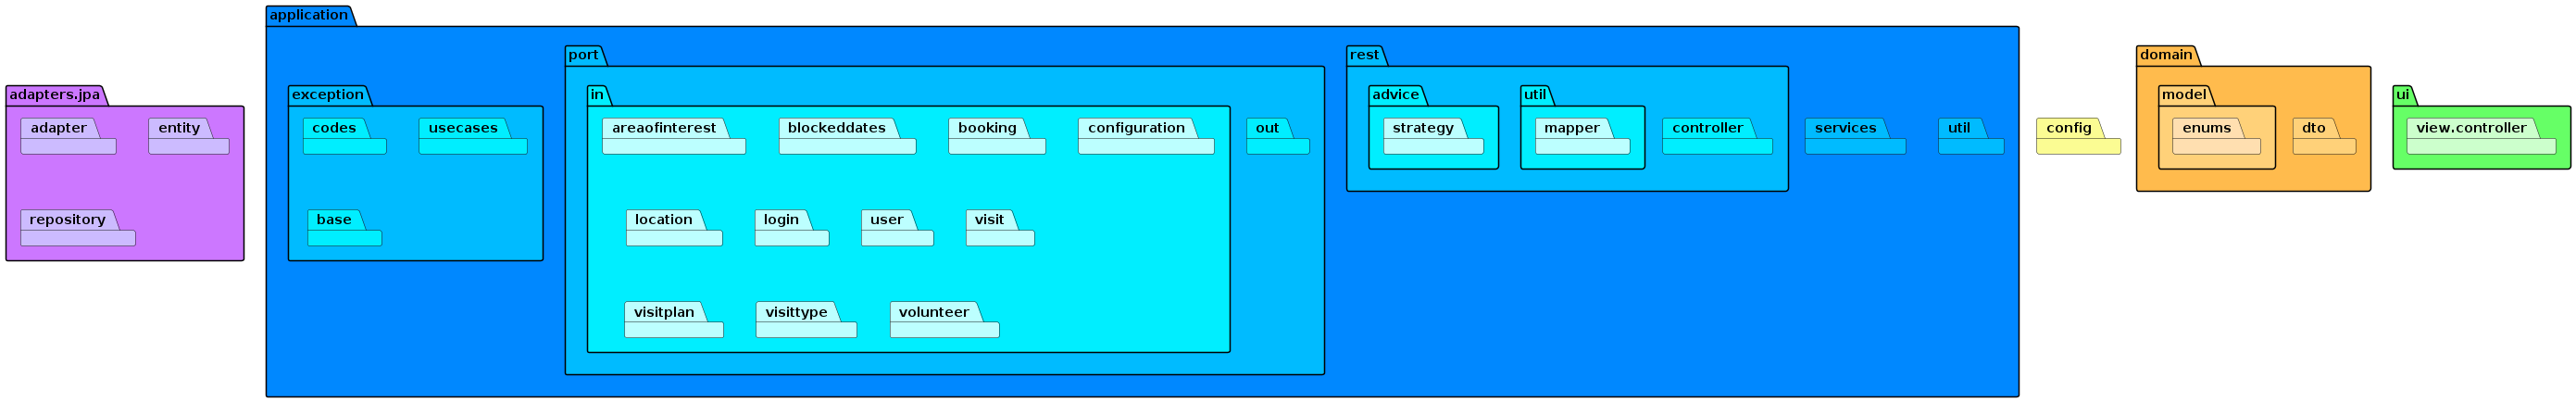 application
port
rest
domain
adapters.jpa
exception
in
advice
util
model
ui
adapter
entity
codes
usecases
areaofinterest
blockeddates
booking
configuration
out
strategy
mapper
controller
services
util
config
enums
dto
view.controller
repository
base
location
login
user
visit
visitplan
visittype
volunteer